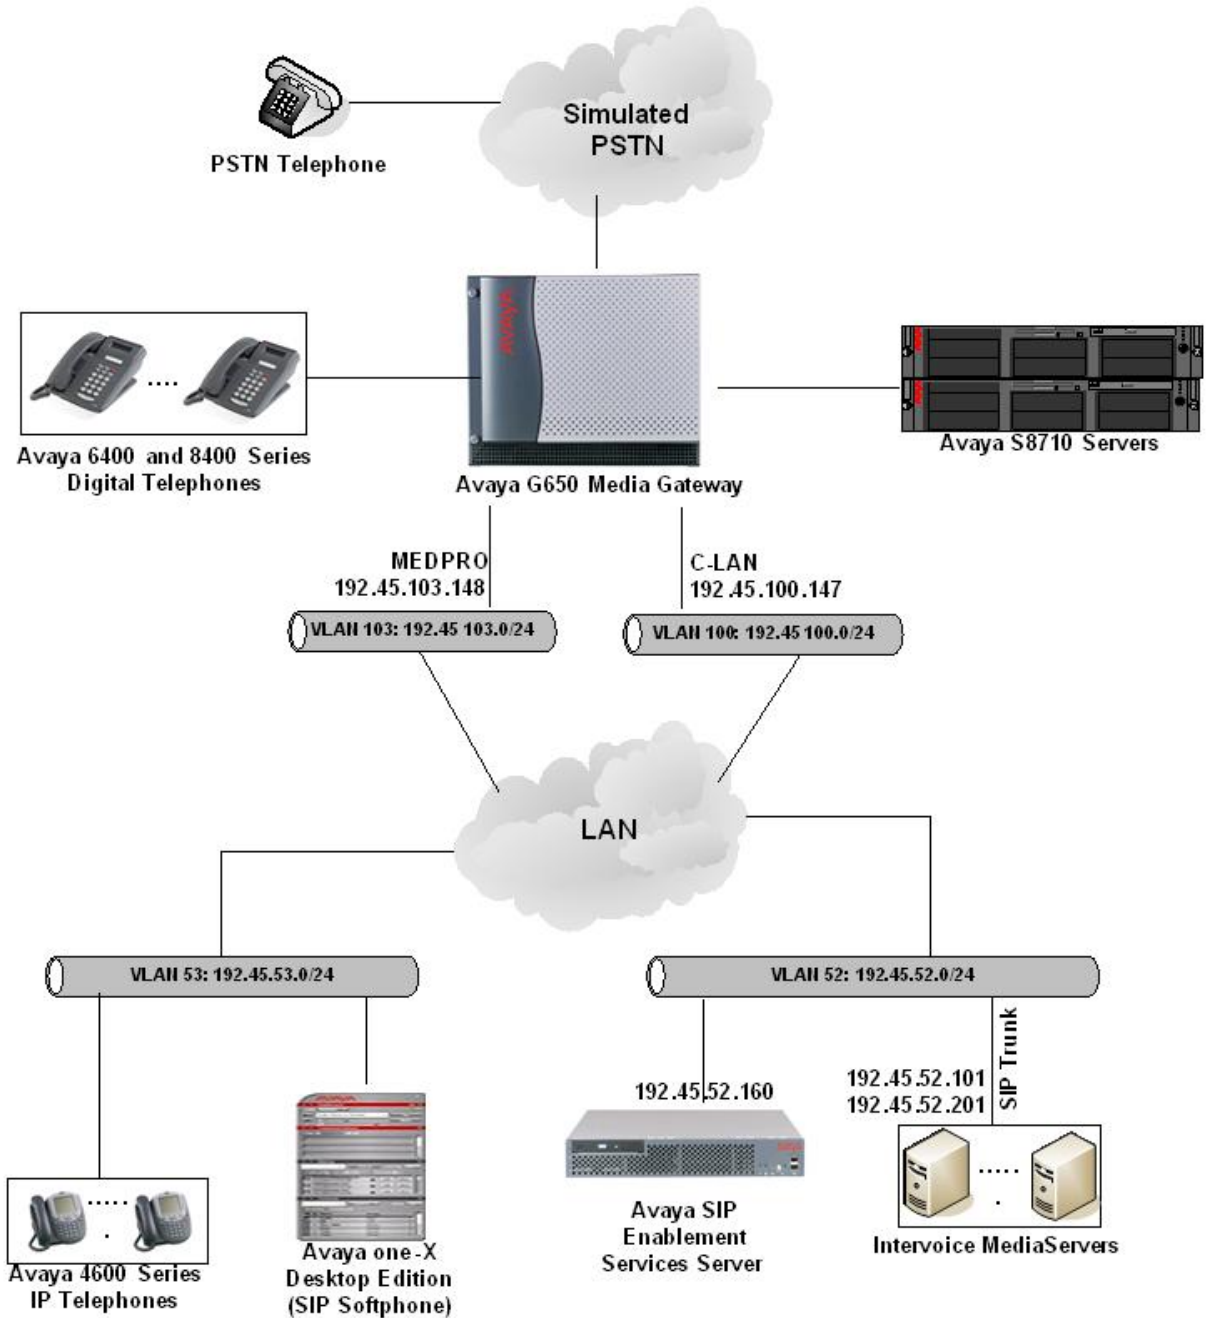 Simulated
PSTN
PSTN Telephone
AVAYA
Avaya 6400 and 8400 Series
Digital Telephones
Avaya G650 Media Gateway
Avaya S8710 Servers
MEDPRO
192.45.103.148
C-LAN
192.45.100.147
VLAN 103: 192.45 103.0/24
VLAN 100: 192.45 100.0/24
LAN
VLAN 53: 192.45.53.0/24
VLAN 52: 192.45.52.0/24
SIP Trunk
192.45.52.101
192.45.52.201
192.45.52.160
AVAYA
Avaya 4600 Series
IP Telephones
Avaya one-X
Desktop Edition
(SIP Softphone)
Avaya SIP
Enablement
Services Server
Intervoice MediaServers